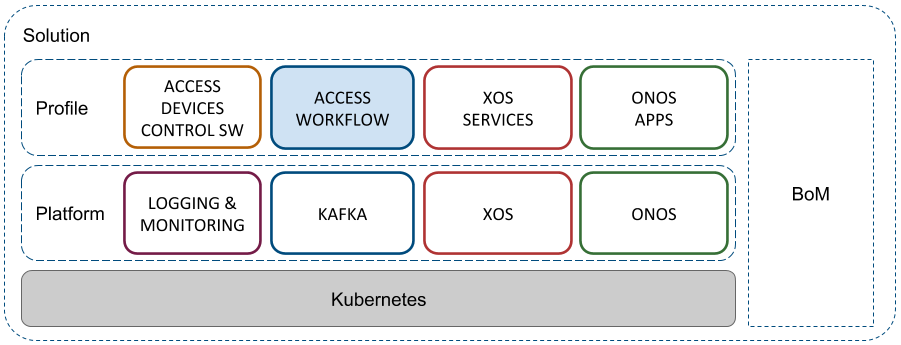 Solution
Profile
ACCESS
DEVICES
CONTROL SW
ACCESS
WORKFLOW
XOS
SERVICES
ONOS
APPS
Platform
LOGGING &
MONITORING
KAFKA
XOS
ONOS
BoM
Kubernetes